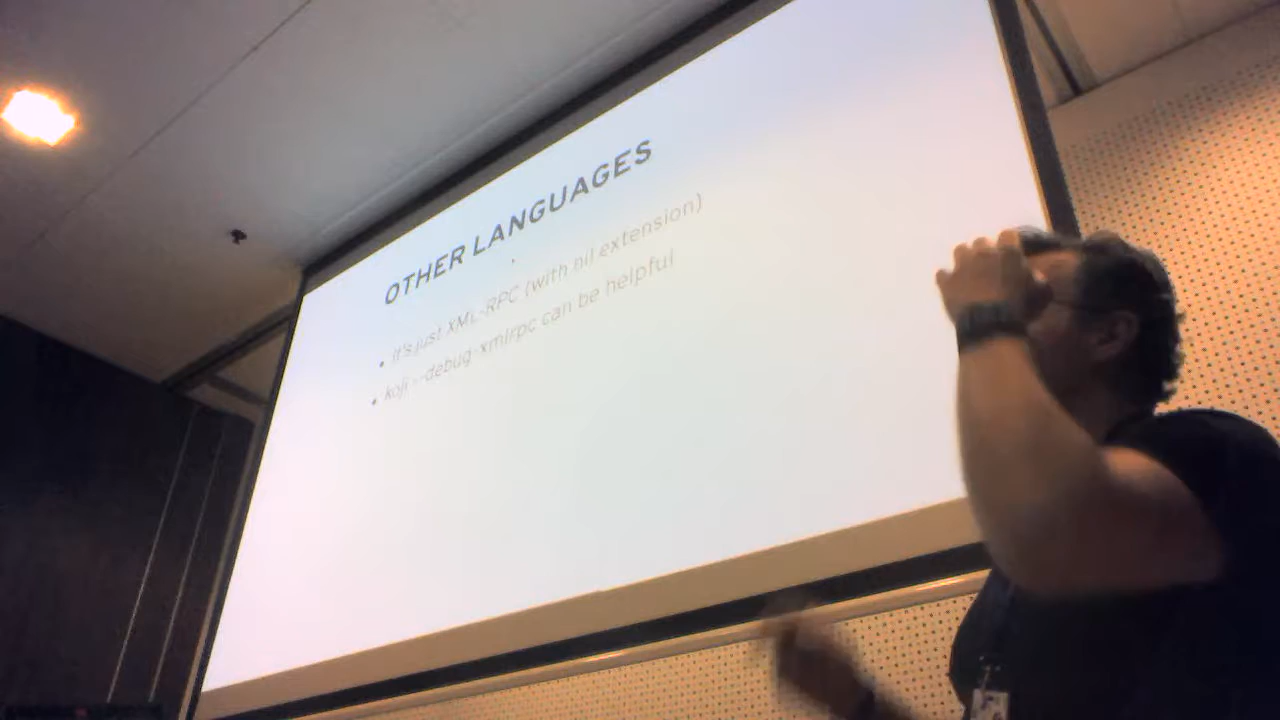 OTHER LANGUAGES
• It's just XML-RPC (with nil extension)
• koji --debug-xmlrpc can be helpful